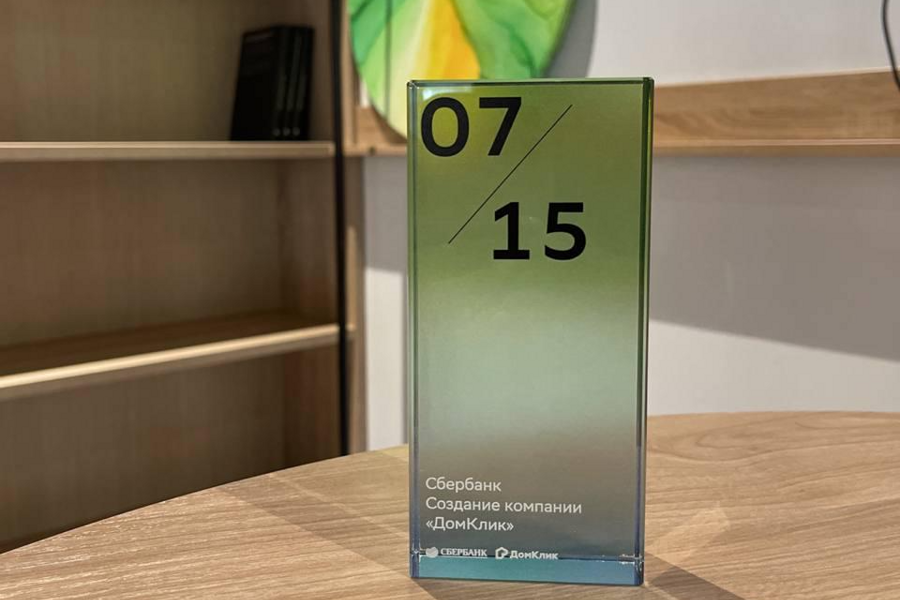 07
15
Сбербанк
Создание компании
«ДомКлик»
СБЕРБАНК ДомКлик